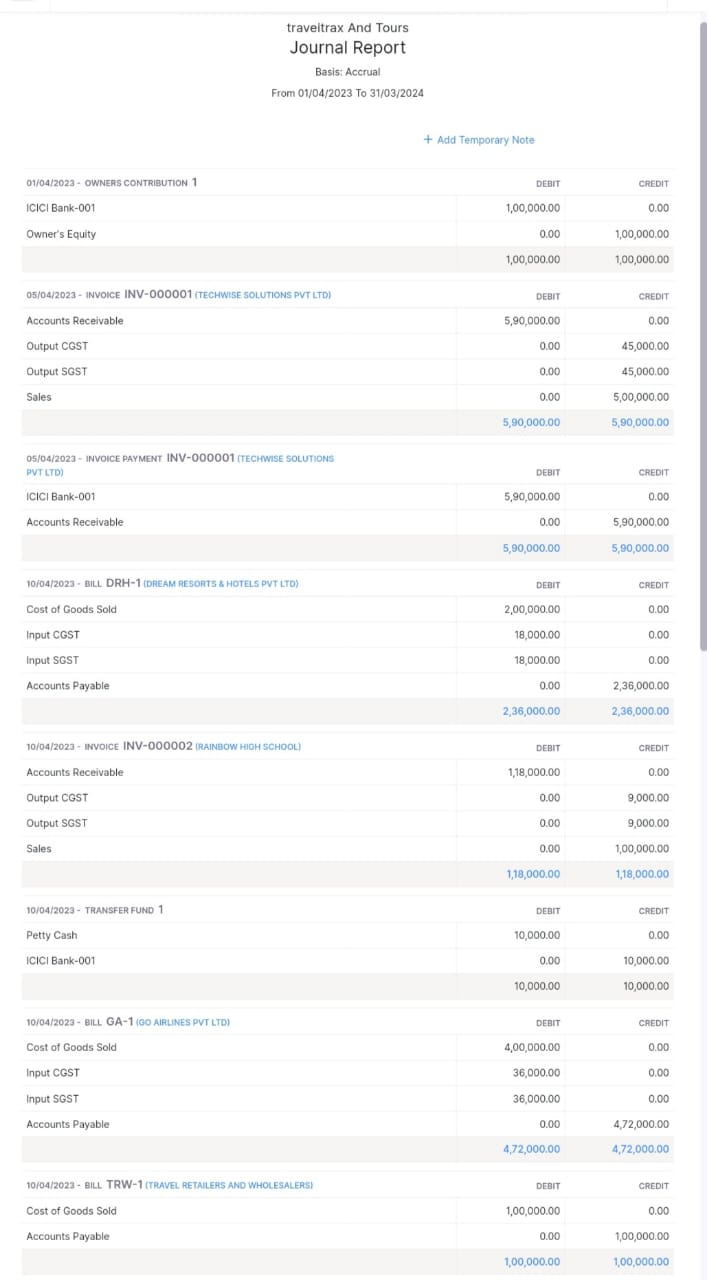 traveitrax And Tours
Journal Report
Basis: Accrual
From 01/04/2023 To 31/03/2024
+ Add Temporary Note
01/04/2023 - OWNERS CONTRIBUTION 1 DEBIT CREDIT
ICICI Bank-001 1,00,000.00 0.00
Owner's Equity 0.00 1,00,000.00
1,00,000.00 1,00,000.00
05/04/2023 - INVOICE INV-000001 (TECHWISE SOLUTIONS PVT LTD) DEBIT CREDIT
Accounts Receivable 5,90,000.00 0.00
Output CGST 0.00 45,000.00
Output SGST 0.00 45,000.00
Sales 0.00 5,00,000.00
5,90,000.00 5,90,000.00
05/04/2023 - INVOICE PAYMENT INV-000001 (TECHWISE SOLUTIONS
PVT LTD) DEBIT CREDIT
ICICI Bank-001 5,90,000.00 0.00
Accounts Receivable 0.00 5,90,000.00
5,90,000.00 5,90,000.00
10/04/2023 - BILL DRH-1 (DREAM RESORTS & HOTELS PVT LTD) DEBIT CREDIT
Cost of Goods Sold 2,00,000.00 0.00
Input CGST 18,000.00 0.00
Input SGST 18,000.00 0.00
Accounts Payable 0.00 2,36,000.00
2,36,000.00 2,36,000.00
10/04/2023 - INVOICE INV-000002 (RAINBOW HIGH SCHOOL) DEBIT CREDIT
Accounts Receivable 1,18,000.00 0.00
Output CGST 0.00 9,000.00
Output SGST 0.00 9,000.00
Sales 0.00 1,00,000.00
1,18,000.00 1,18,000.00
10/04/2023 - TRANSFER FUND 1 DEBIT CREDIT
Petty Cash 10,000.00 0.00
ICICI Bank-001 0.00 10,000.00
10,000.00 10,000.00
10/04/2023 - BILL GA-1 (GO AIRLINES PVT LTD) DEBIT CREDIT
Cost of Goods Sold 4,00,000.00 0.00
Input CGST 36,000.00 0.00
Input SGST 36,000.00 0.00
Accounts Payable 0.00 4,72,000.00
4,72,000.00 4,72,000.00
10/04/2023 - BILL TRW-1 (TRAVEL RETAILERS AND WHOLESALERS) DEBIT CREDIT
Cost of Goods Sold 1,00,000.00 0.00
Accounts Payable 0.00 1,00,000.00
1,00,000.00 1,00,000.00